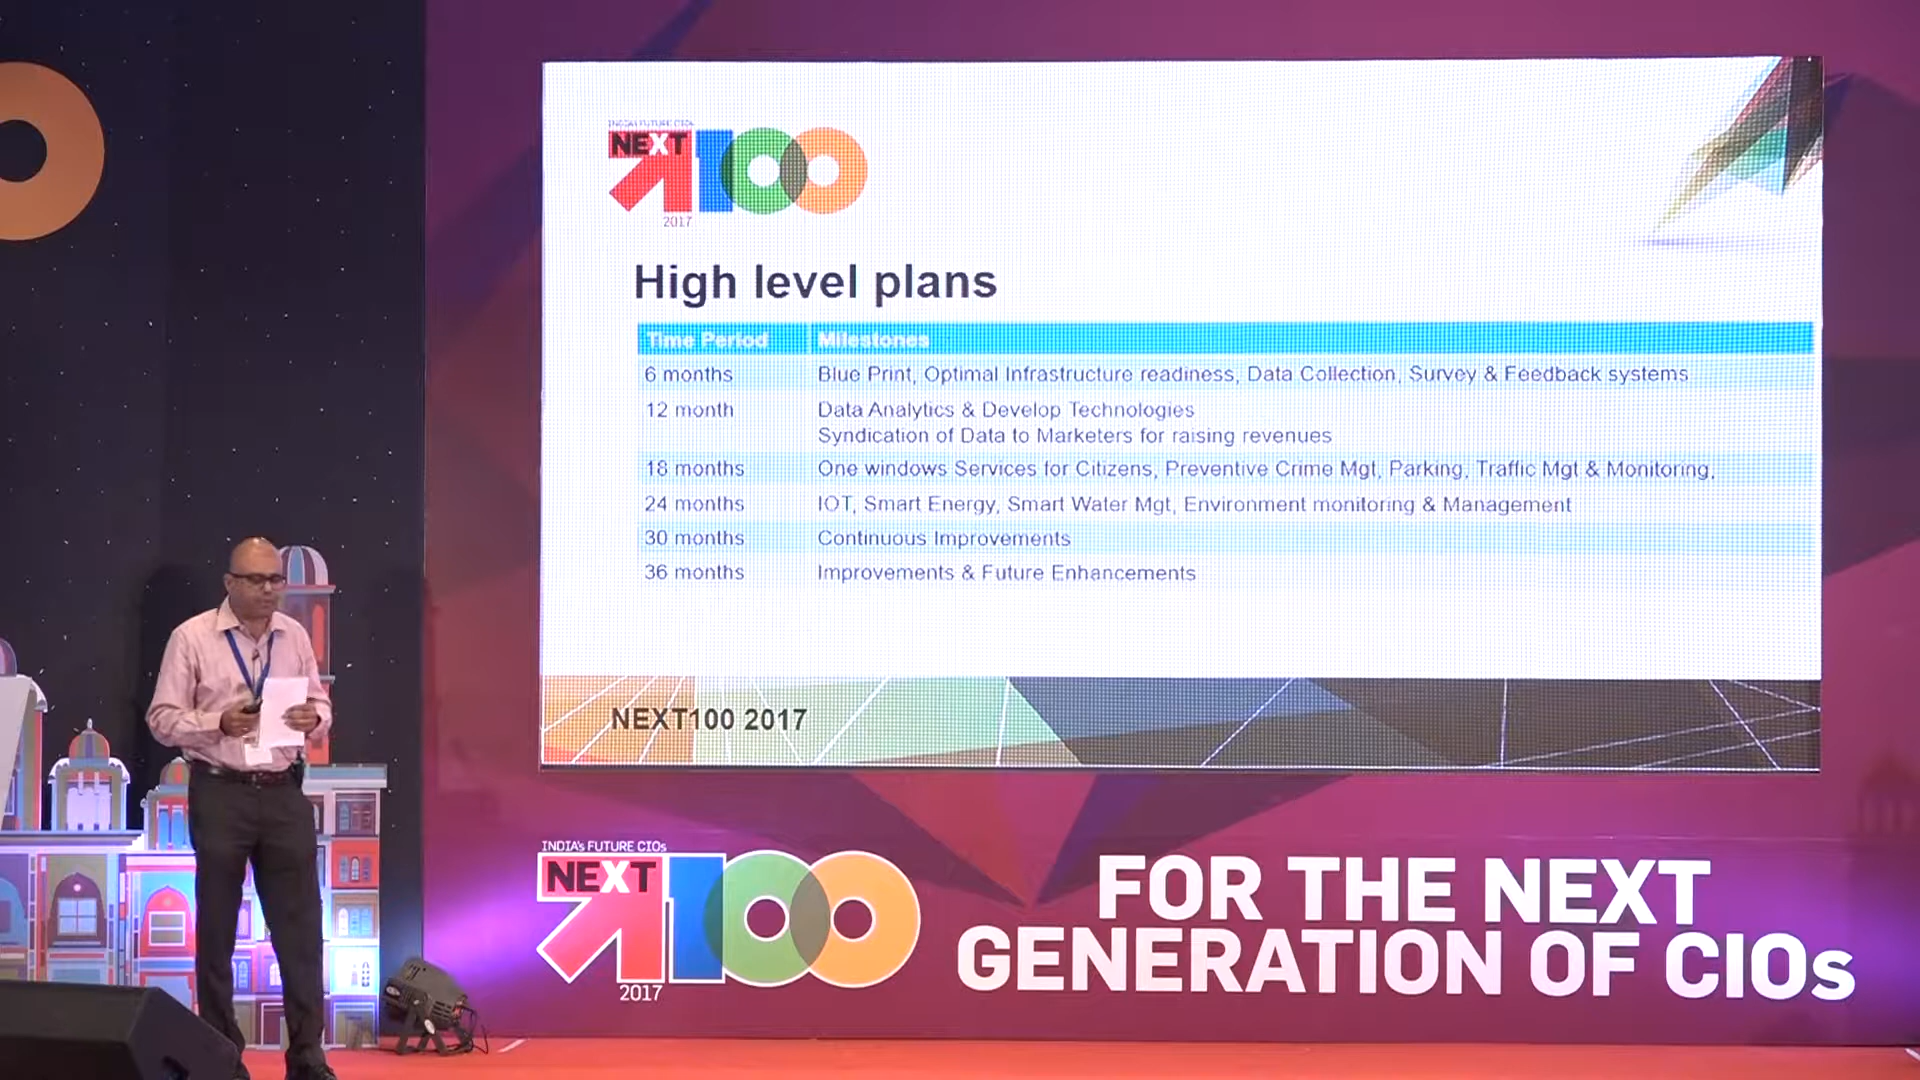 INDIA's FUTURE CIOs
NEXT
100
2017
High level plans
Time Period Milestones
6 months Blue Print, Optimal Infrastructure readiness, Data Collection, Survey & Feedback systems
12 month Data Analytics & Develop Technologies
Syndication of Data to Marketers for raising revenues
18 months One windows Services for Citizens, Preventive Crime Mgt, Parking, Traffic Mgt & Monitoring,
24 months IOT, Smart Energy, Smart Water Mgt, Environment monitoring & Management
30 months Continuous Improvements
36 months Improvements & Future Enhancements
NEXT100 2017
INDIA's FUTURE CIOs
NEXT
100
2017
FOR THE NEXT
GENERATION OF CIOs